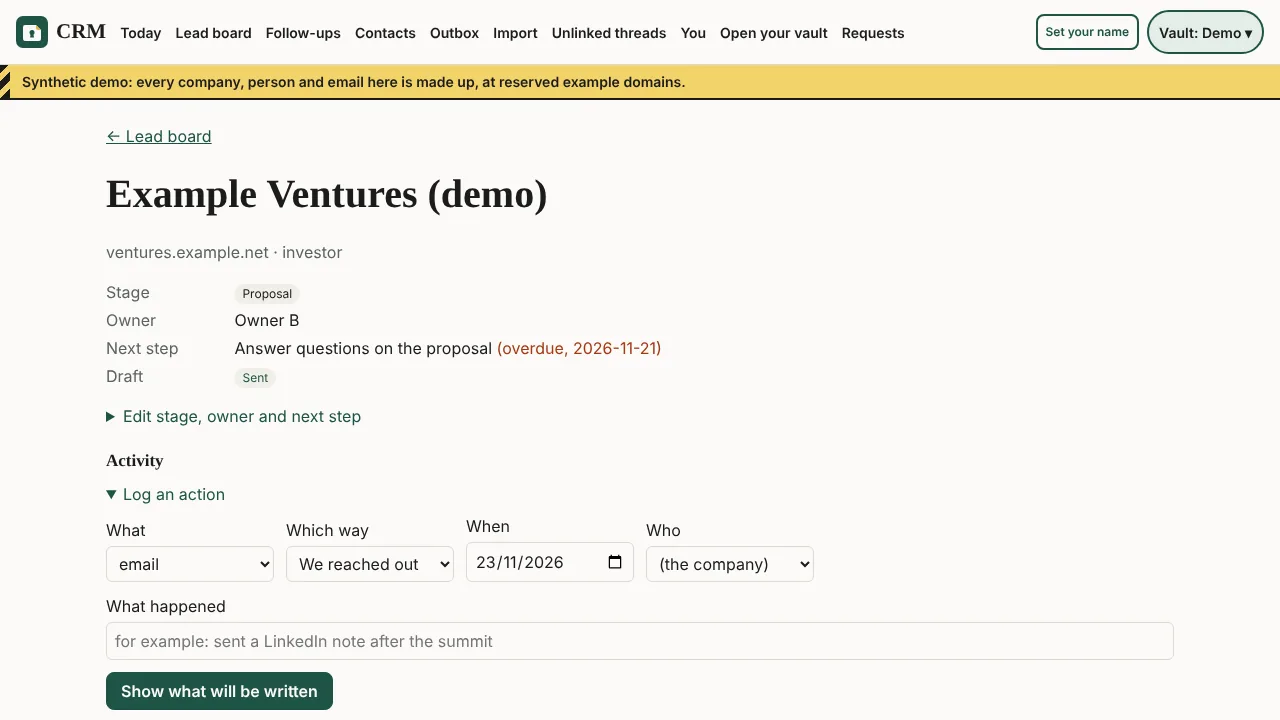 CRM Today Lead board Follow-ups Contacts Outbox Import Unlinked threads You Open your vault Requests Set your name Vault: Demo ▾
Synthetic demo: every company, person and email here is made up, at reserved example domains.
← Lead board
Example Ventures (demo)
ventures.example.net · investor
Stage Proposal
Owner Owner B
Next step Answer questions on the proposal (overdue, 2026-11-21)
Draft Sent
▶ Edit stage, owner and next step
Activity
▼ Log an action
What Which way When Who
email We reached out 23/11/2026 (the company)
What happened
for example: sent a LinkedIn note after the summit
Show what will be written